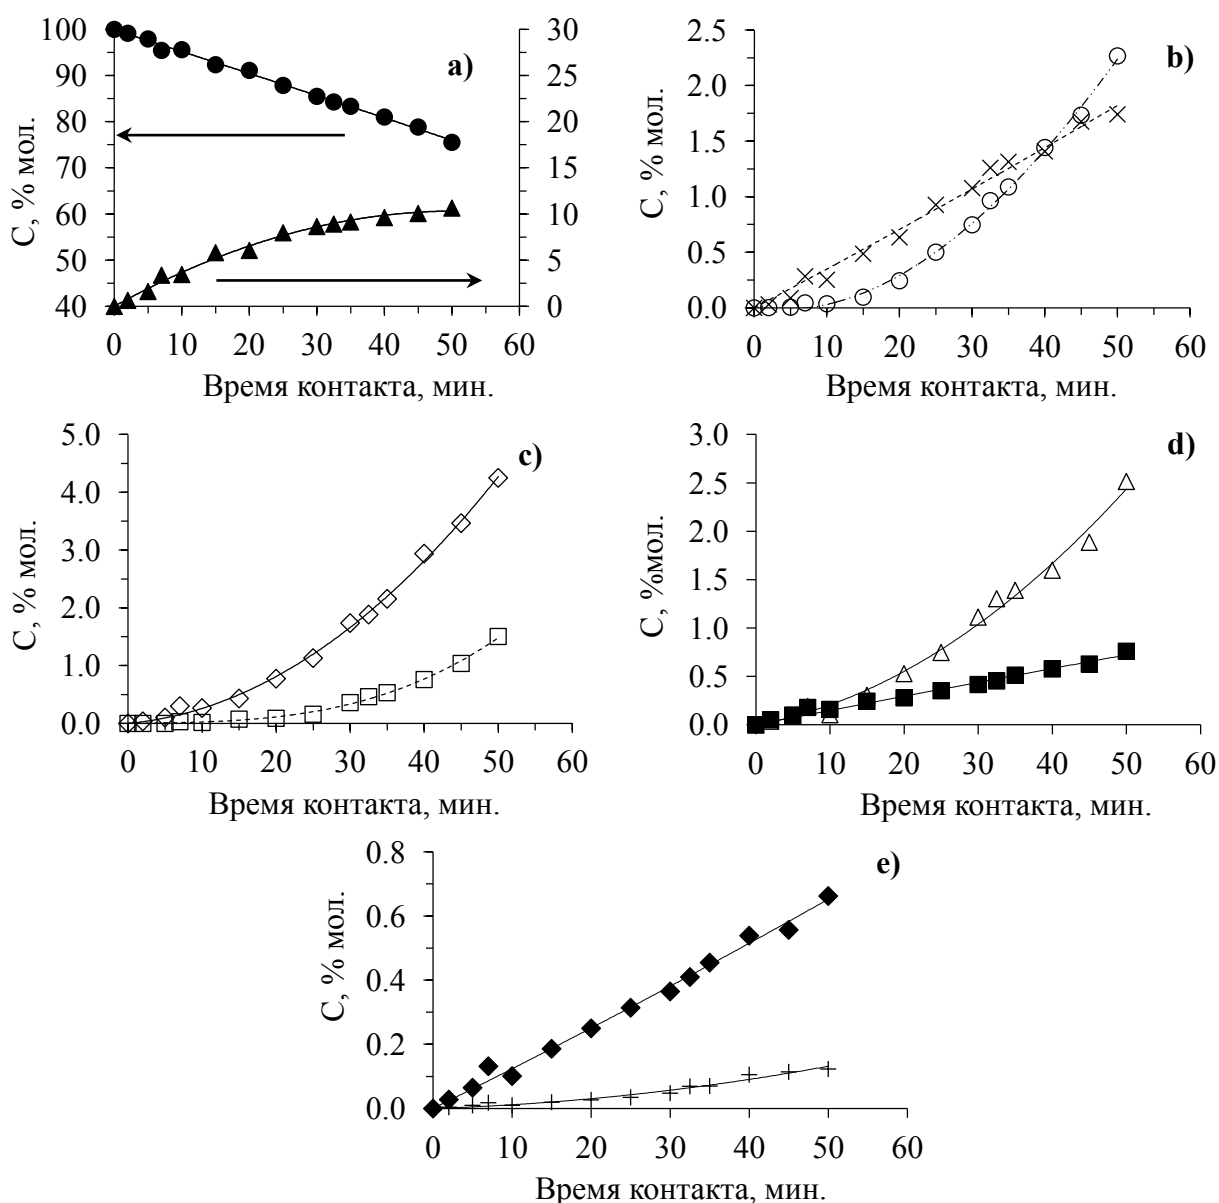 a)
C, % мол.
100
90
80
70
60
50
40
30
25
20
15
10
5
0
0 10 20 30 40 50 60
Время контакта, мин.
b)
C, % мол.
2.5
2.0
1.5
1.0
0.5
0.0
0 10 20 30 40 50 60
Время контакта, мин.
c)
C, % мол.
5.0
4.0
3.0
2.0
1.0
0.0
0 10 20 30 40 50 60
Время контакта, мин.
d)
C, %мол.
3.0
2.5
2.0
1.5
1.0
0.5
0.0
0 10 20 30 40 50 60
Время контакта, мин.
e)
C, % мол.
0.8
0.6
0.4
0.2
0.0
0 10 20 30 40 50 60
Время контакта, мин.